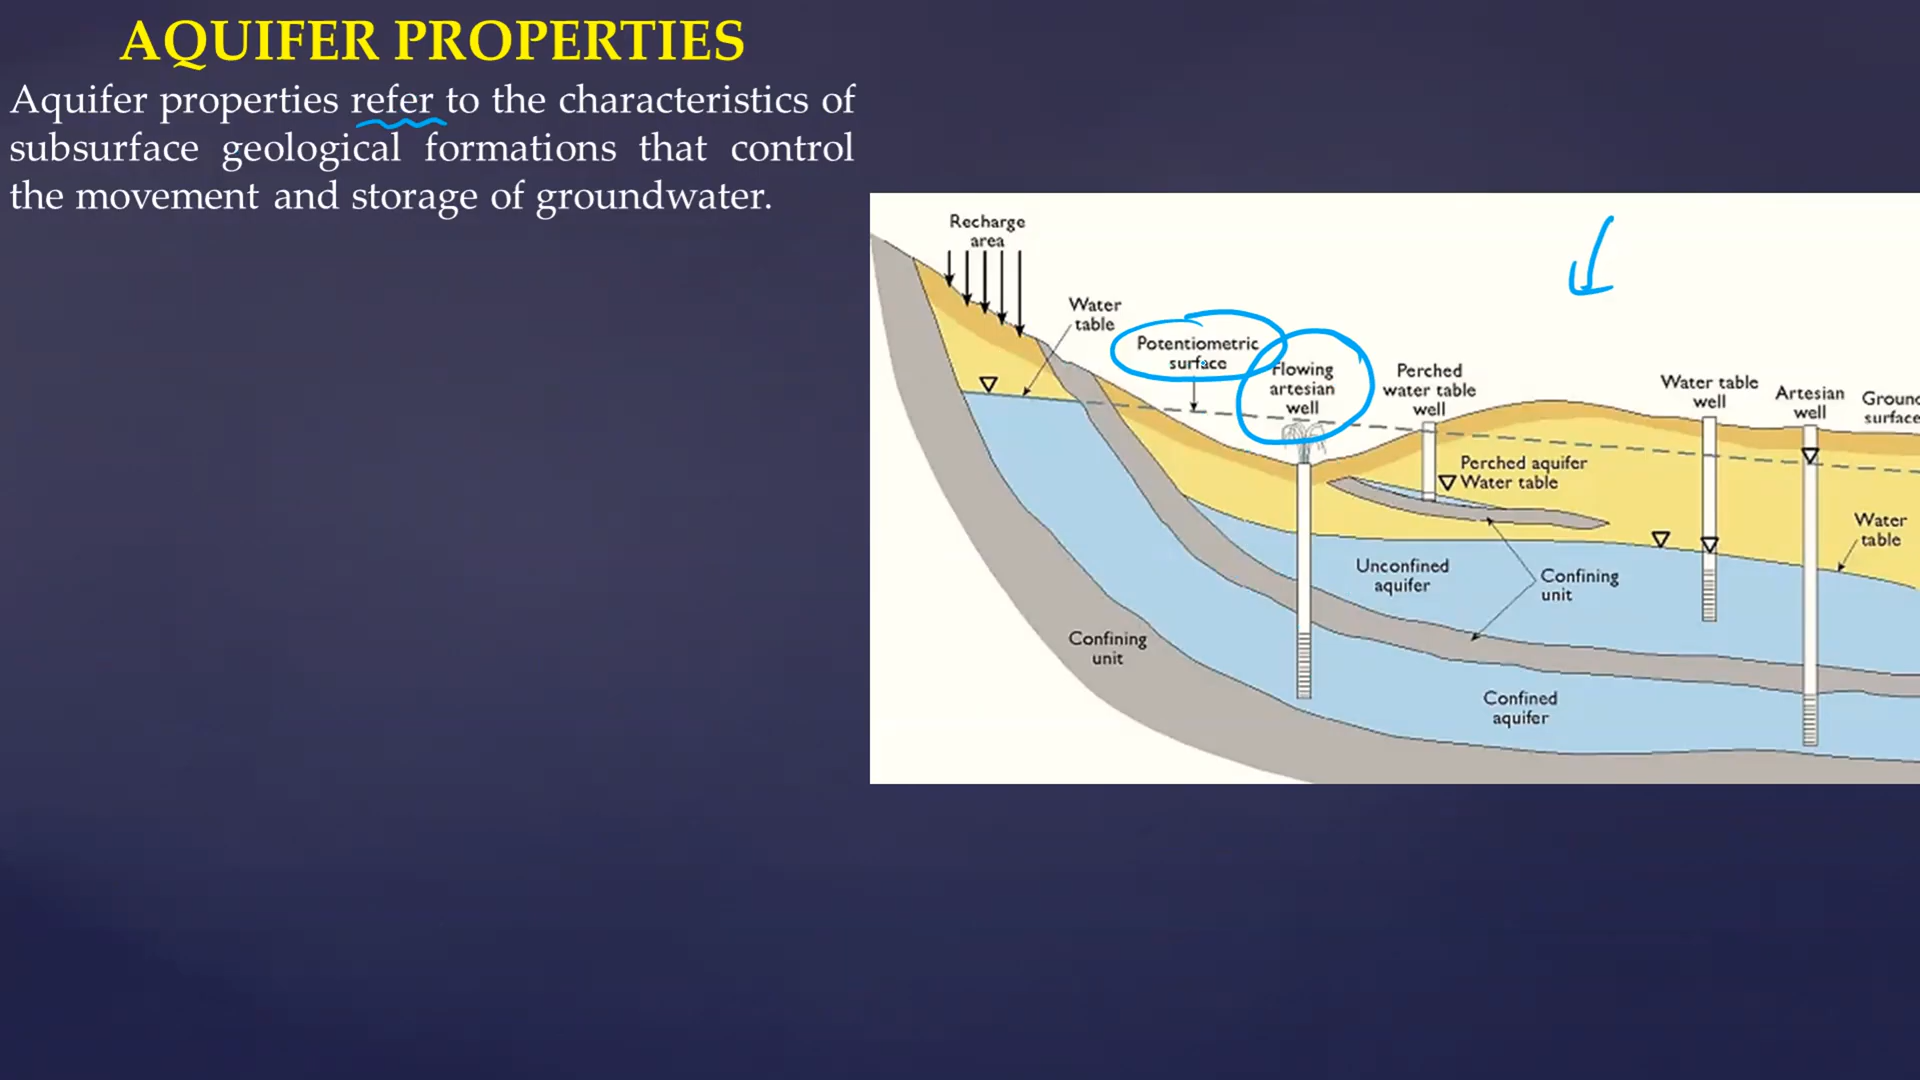 AQUIFER PROPERTIES
Aquifer properties refer to the characteristics of
subsurface geological formations that control
the movement and storage of groundwater.
Recharge
area
Water
table
Potentiometric
surface
Flowing
artesian
well
Perched
water table
well
Water table
well
Artesian
well
Groun
surface
Perched aquifer
Water table
Water
table
Unconfined
aquifer
Confining
unit
Confining
unit
Confined
aquifer